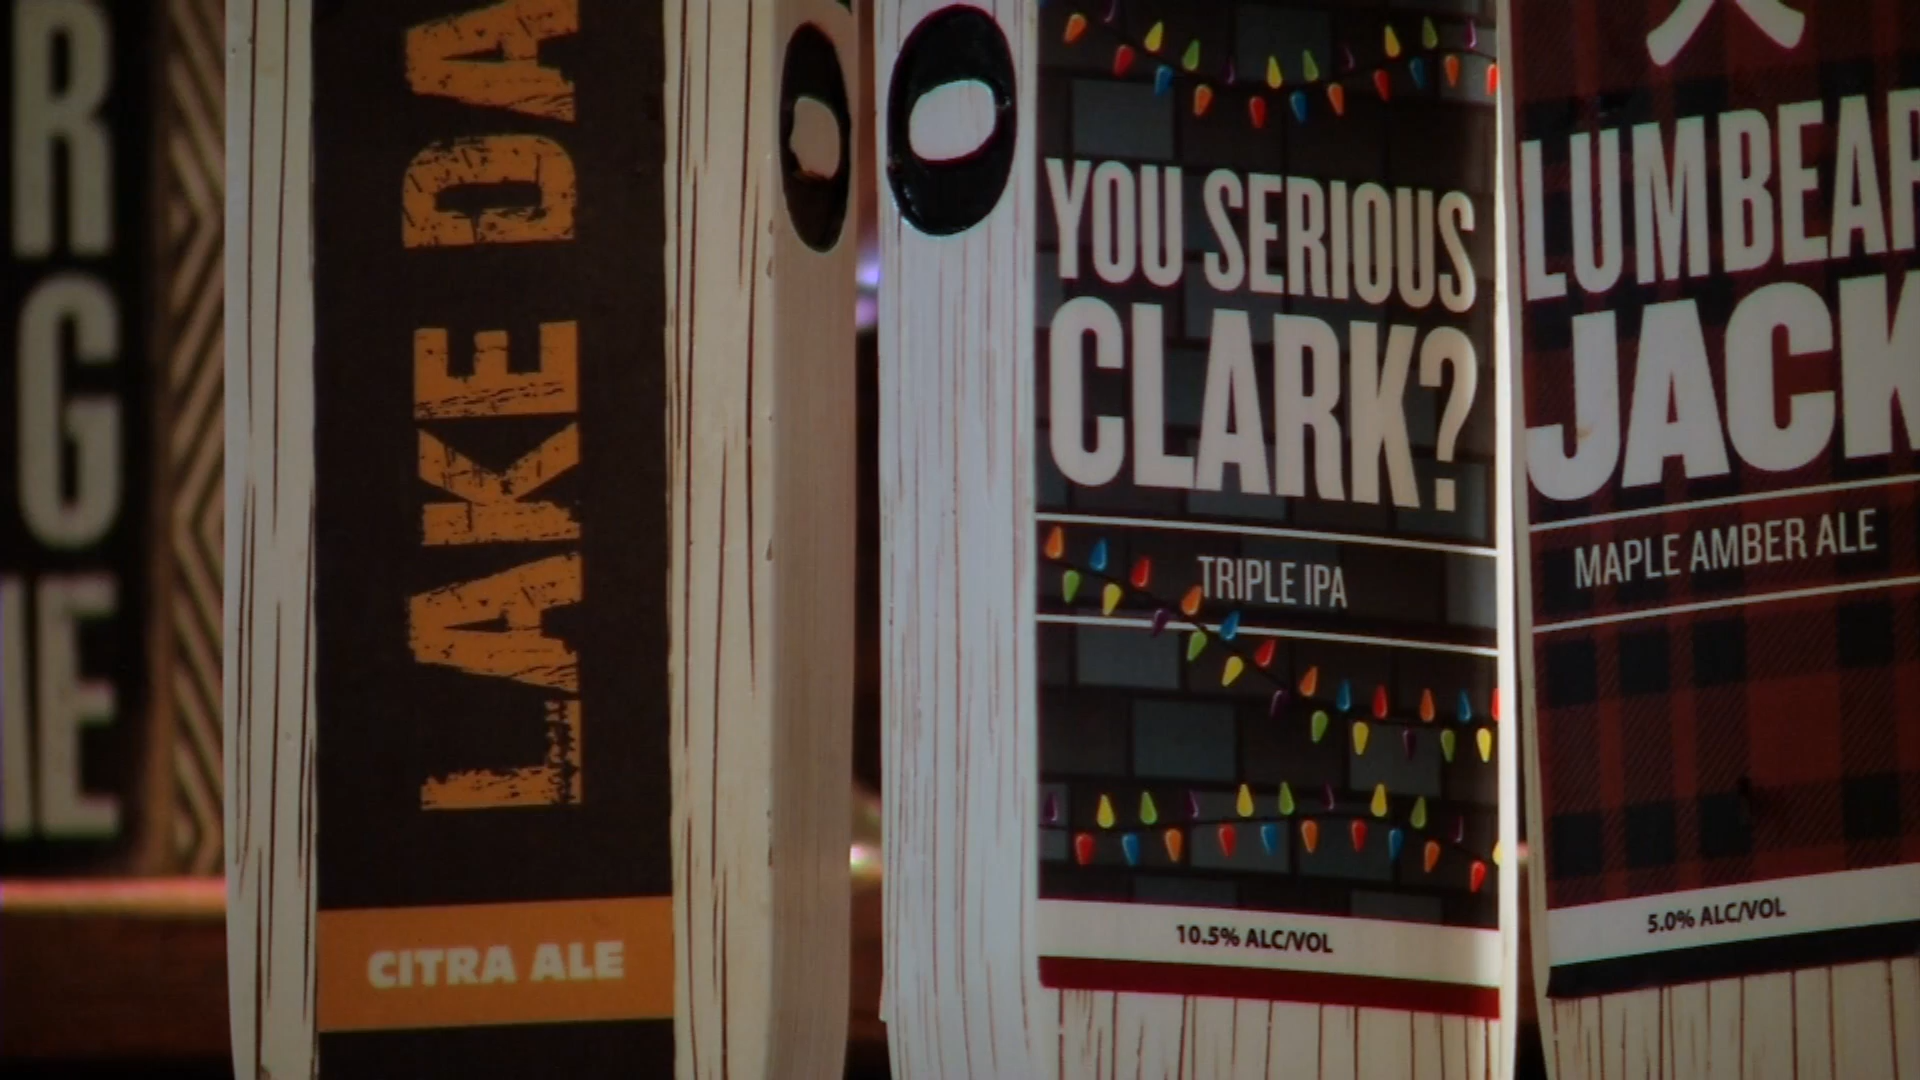 LAKE DA
CITRA ALE
YOU SERIOUS
CLARK?
TRIPLE IPA
10.5% ALC/VOL
LUMBEAR
JACK
MAPLE AMBER ALE
5.0% ALC/VOL